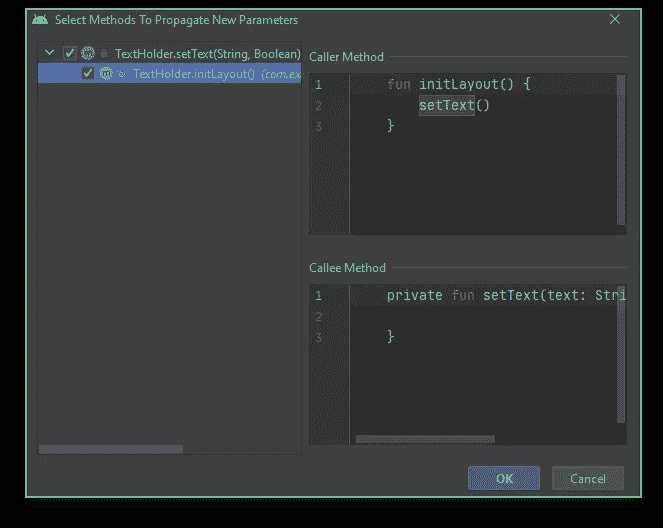 Select Methods To Propagate New Parameters
TextHolder.setText(String, Boolean)
TextHolder.initLayout() (com.ex
Caller Method
1 fun initLayout() {
2 setText()
3 }
Callee Method
1 private fun setText(text: Stri
2
3 }
OK Cancel